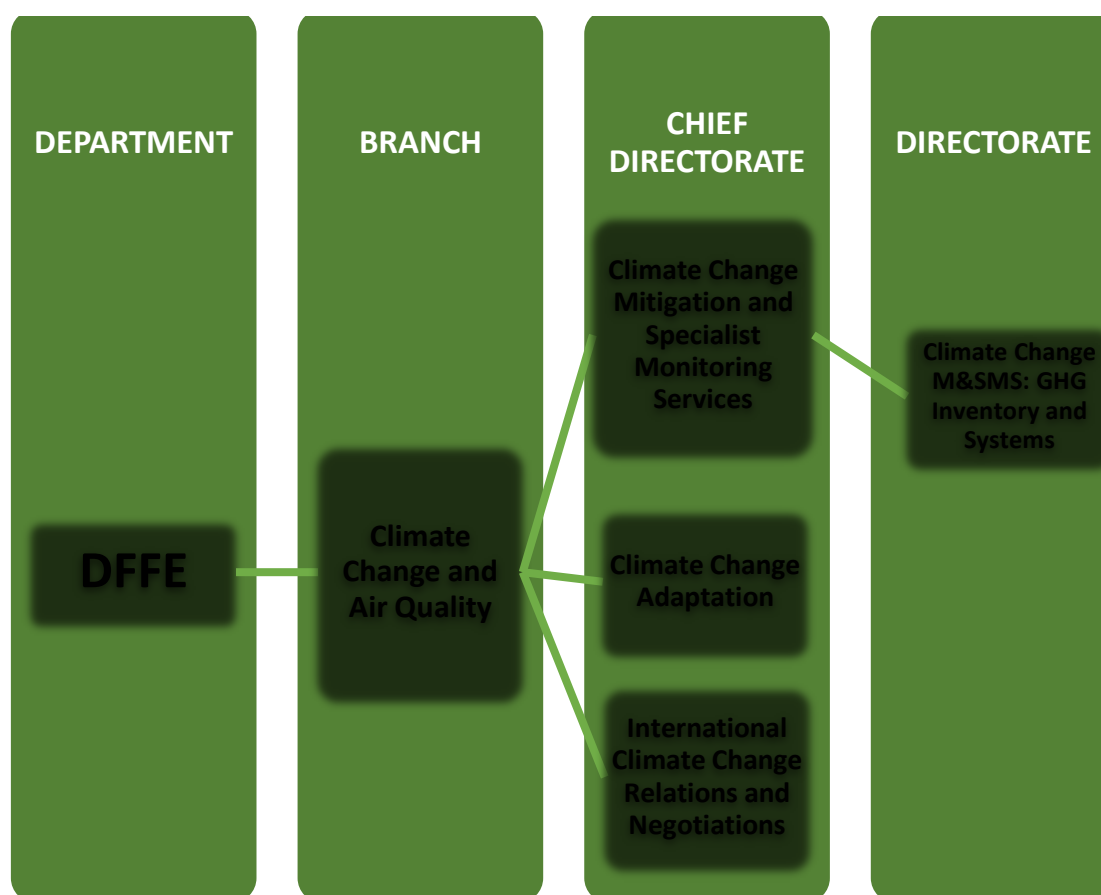 DEPARTMENT
DFFE
BRANCH
Climate
Change and
Air Quality
CHIEF
DIRECTORATE
Climate Change
Mitigation and
Specialist
Monitoring
Services
Climate Change
Adaptation
International
Climate Change
Relations and
Negotiations
DIRECTORATE
Climate Change
M&SMS: GHG
Inventory and
Systems